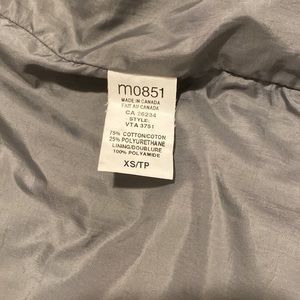 m0851
MADE IN CANADA
FAIT AU CANADA
CA 26234
STYLE:
VTA 3751
75% COTTON/COTON
25% POLYURETHANE
LINING/DOUBLURE
100% POLYAMIDE
XS/TP